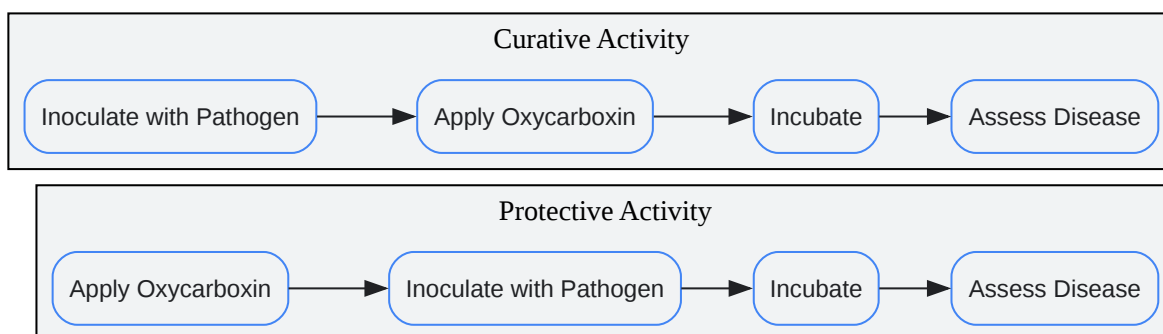 Curative Activity
Inoculate with Pathogen
Apply Oxycarboxin
Incubate
Assess Disease
Protective Activity
Apply Oxycarboxin
Inoculate with Pathogen
Incubate
Assess Disease